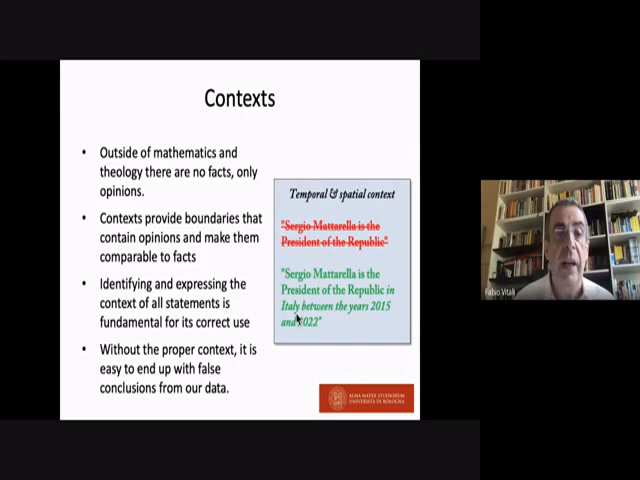 Contexts
• Outside of mathematics and
theology there are no facts, only
opinions.
• Contexts provide boundaries that
contain opinions and make them
comparable to facts
• Identifying and expressing the
context of all statements is
fundamental for its correct use
• Without the proper context, it is
easy to end up with false
conclusions from our data.
Temporal & spatial context
"Sergio Mattarella is the
President of the Republic"
"Sergio Mattarella is the
President of the Republic in
Italy between the years 2015
and 2022"
ALMA MATER STUDIORUM
UNIVERSITÀ DI BOLOGNA
Fabio Vitali